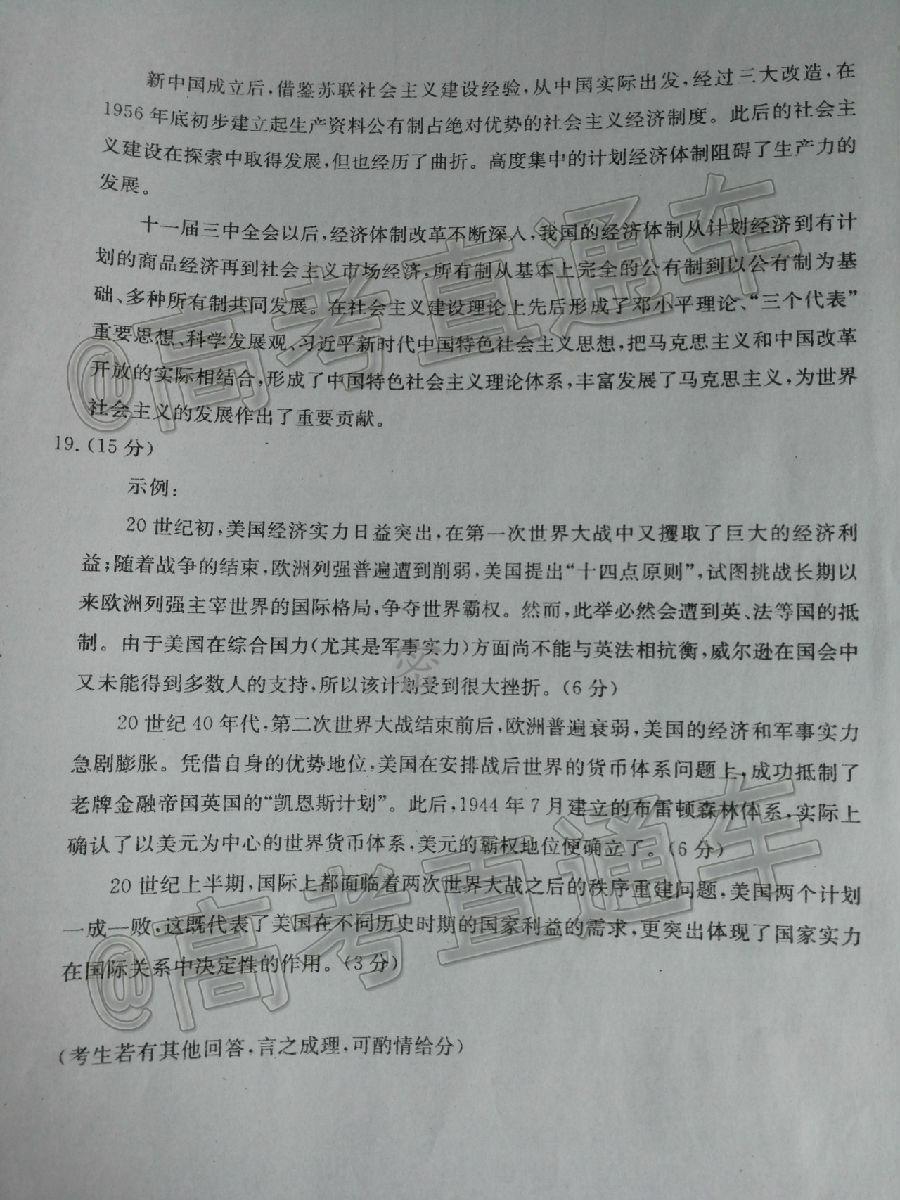 新中国成立后,借鉴苏联社会主义建设经验,从中国实际出发,经过三大改造,在
1956年底初步建立起生产资料公有制占绝对优势的社会主义经济制度。此后的社会主
义建设在探索中取得发展,但也经历了曲折。高度集中的计划经济体制阻碍了生产力的
发展。
十一届三中全会以后,经济体制改革不断深入,我国的经济体制从计划经济到有计
划的商品经济再到社会主义市场经济,所有制从基本上完全的公有制到以公有制为基
础、多种所有制共同发展。在社会主义建设理论上先后形成了邓小平理论、“三个代表”
重要思想、科学发展观、习近平新时代中国特色社会主义思想,把马克思主义和中国改革
开放的实际相结合,形成了中国特色社会主义理论体系,丰富发展了马克思主义,为世界
社会主义的发展作出了重要贡献。
19.(15分)
示例:
20世纪初,美国经济实力日益突出,在第一次世界大战中又攫取了巨大的经济利
益;随着战争的结束,欧洲列强普遍遭到削弱,美国提出“十四点原则”,试图挑战长期以
来欧洲列强主宰世界的国际格局,争夺世界霸权。然而,此举必然会遭到英、法等国的抵
制。由于美国在综合国力(尤其是军事实力)方面尚不能与英法相抗衡,威尔逊在国会中
又未能得到多数人的支持,所以该计划受到很大挫折。(6分)
20世纪40年代,第二次世界大战结束前后,欧洲普遍衰弱,美国的经济和军事实力
急剧膨胀。凭借自身的优势地位,美国在安排战后世界的货币体系问题上,成功抵制了
老牌金融帝国英国的“凯恩斯计划”。此后,1944年7月建立的布雷顿森林体系,实际上
确认了以美元为中心的世界货币体系,美元的霸权地位便确立了。(6分)
20世纪上半期,国际上都面临着两次世界大战之后的秩序重建问题,美国两个计划
一成一败,这既代表了美国在不同历史时期的国家利益的需求,更突出体现了国家实力
在国际关系中决定性的作用。(3分)
(考生若有其他回答,言之成理,可酌情给分)
@高考直通车
@高考直通车
密